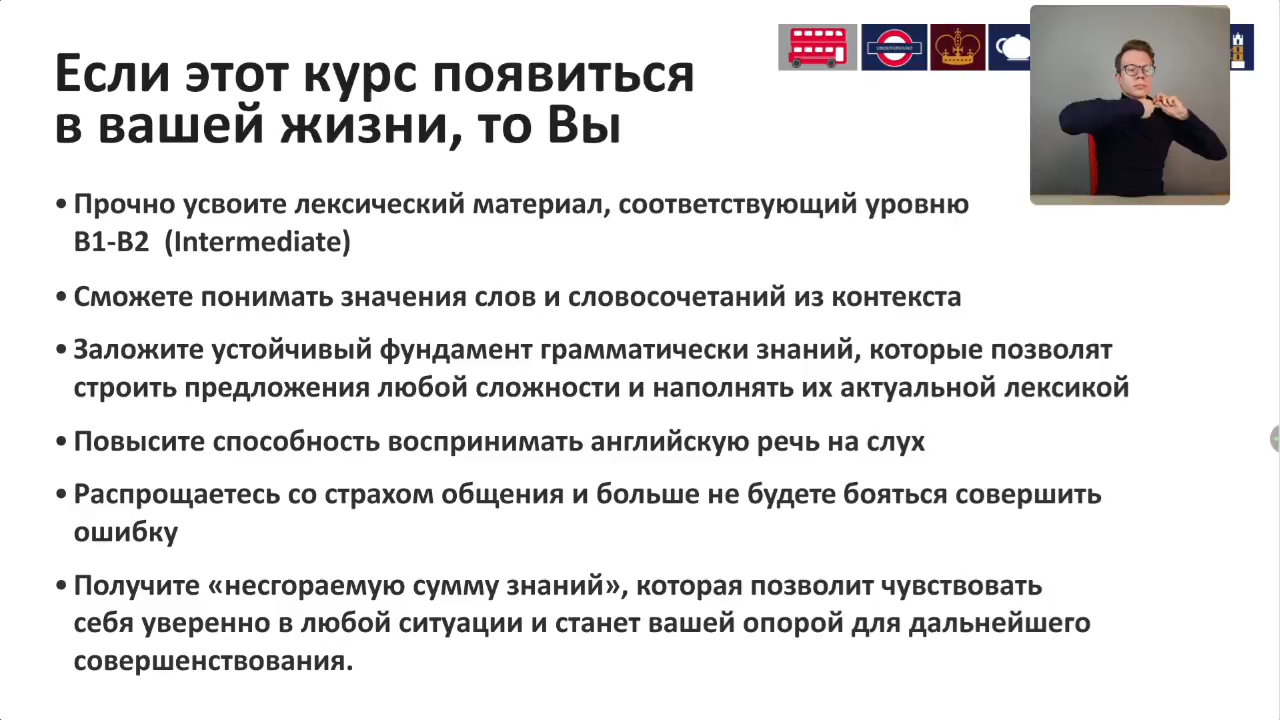 Если этот курс появиться
в вашей жизни, то Вы
UNDERGROUND
• Прочно усвоите лексический материал, соответствующий уровню
B1-B2 (Intermediate)
• Сможете понимать значения слов и словосочетаний из контекста
• Заложите устойчивый фундамент грамматически знаний, которые позволят
строить предложения любой сложности и наполнять их актуальной лексикой
• Повысите способность воспринимать английскую речь на слух
• Распрощаетесь со страхом общения и больше не будете бояться совершить
ошибку
• Получите «несгораемую сумму знаний», которая позволит чувствовать
себя уверенно в любой ситуации и станет вашей опорой для дальнейшего
совершенствования.